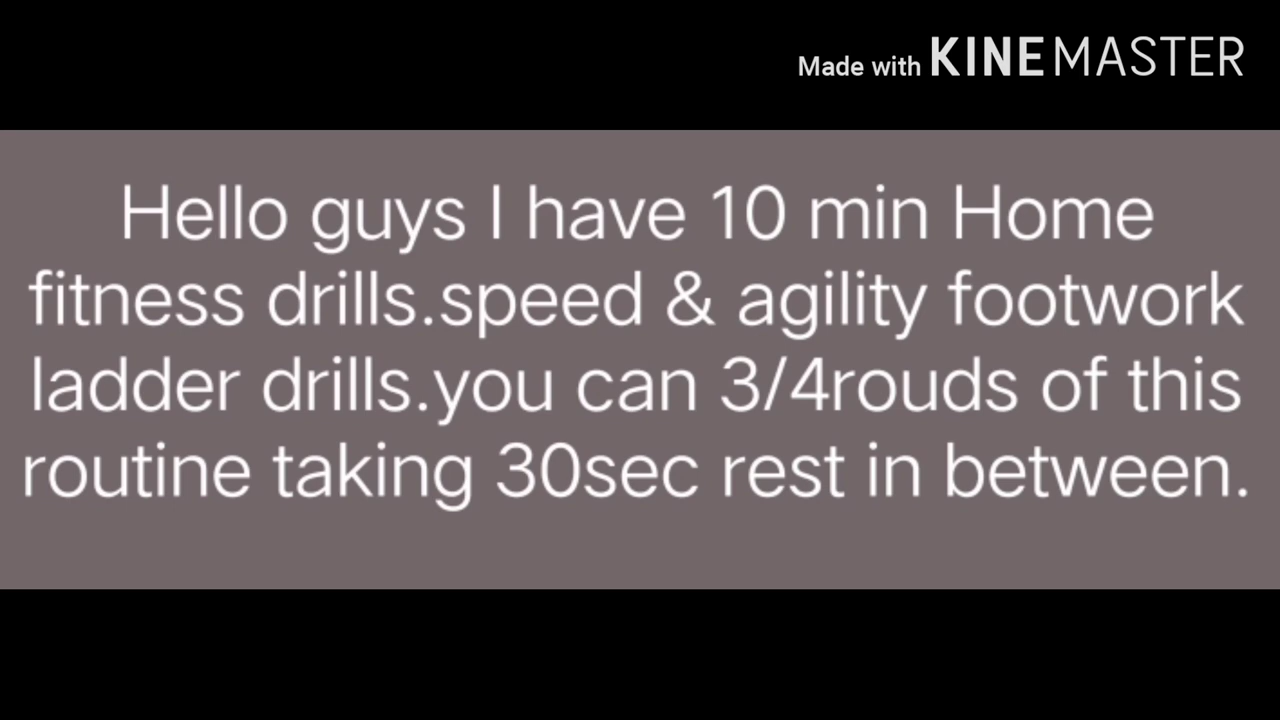 Made with KINEMASTER
Hello guys I have 10 min Home
fitness drills.speed & agility footwork
ladder drills.you can 3/4rouds of this
routine taking 30sec rest in between.